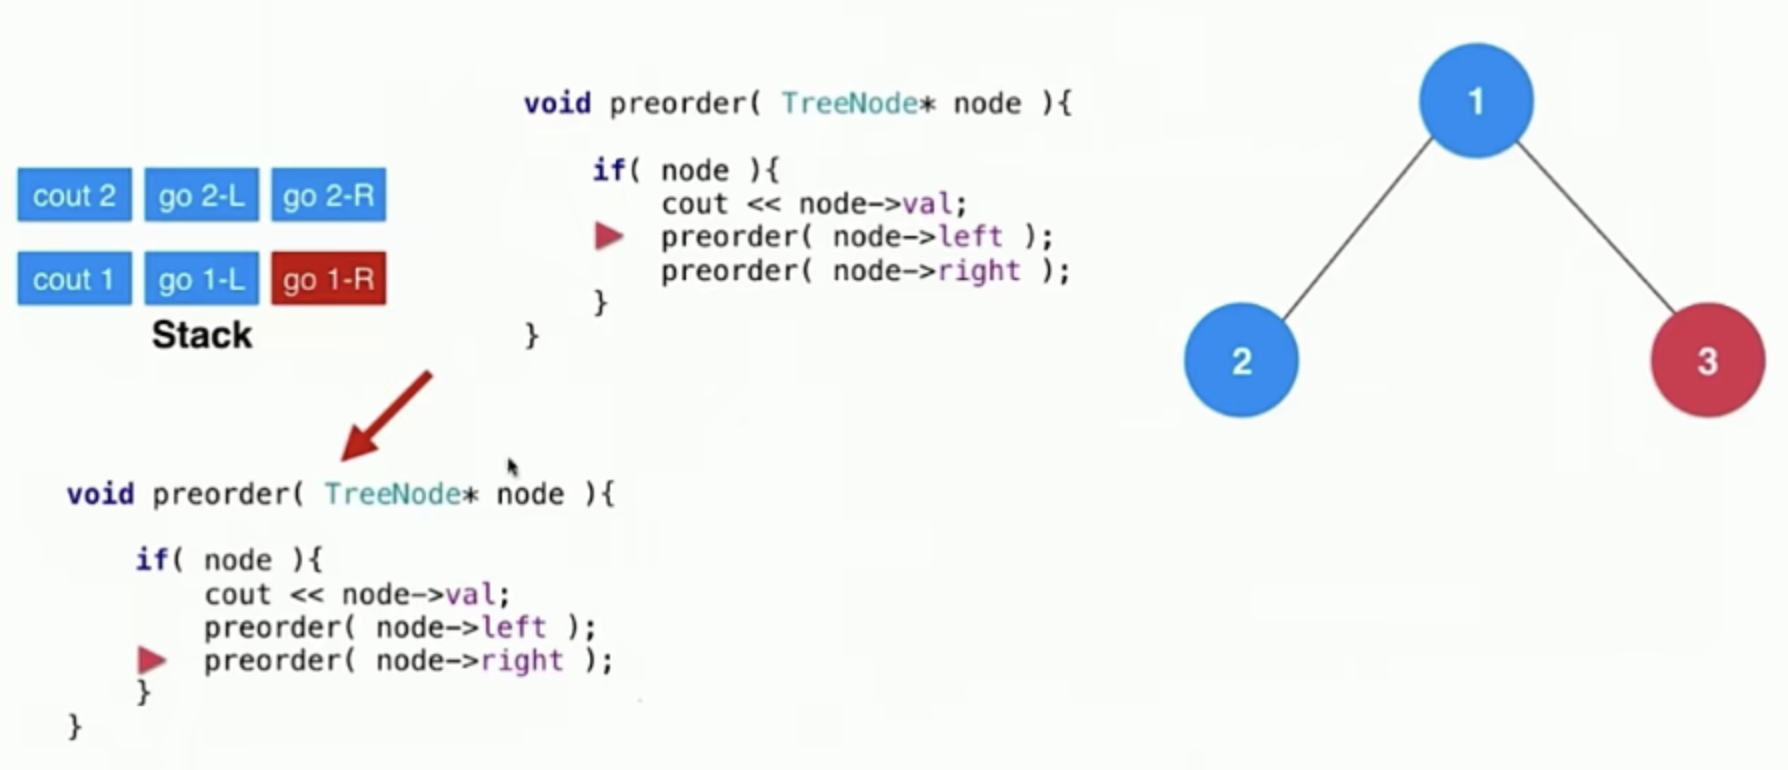 cout 2 go 2-L go 2-R
cout 1 go 1-L go 1-R
Stack
void preorder( TreeNode* node ){
if( node ){
cout << node->val;
preorder( node->left );
preorder( node->right );
}
}
void preorder( TreeNode* node ){
if( node ){
cout << node->val;
preorder( node->left );
preorder( node->right );
}
}
1
2
3